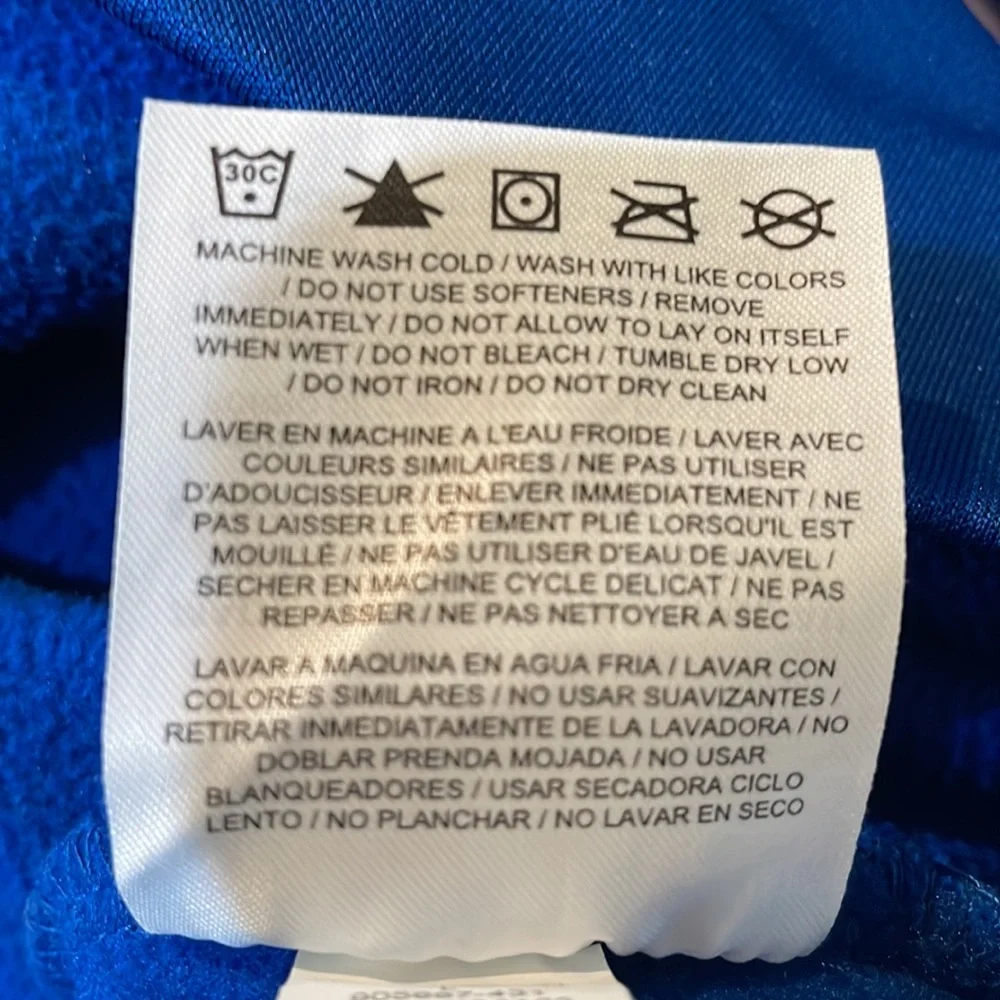 30C
MACHINE WASH COLD / WASH WITH LIKE COLORS
/ DO NOT USE SOFTENERS / REMOVE
IMMEDIATELY / DO NOT ALLOW TO LAY ON ITSELF
WHEN WET / DO NOT BLEACH / TUMBLE DRY LOW
/ DO NOT IRON / DO NOT DRY CLEAN
LAVER EN MACHINE A L'EAU FROIDE / LAVER AVEC
COULEURS SIMILAIRES / NE PAS UTILISER
D'ADOUCISSEUR / ENLEVER IMMEDIATEMENT / NE
PAS LAISSER LE VÊTEMENT PLIÉ LORSQU'IL EST
MOUILLÉ / NE PAS UTILISER D'EAU DE JAVEL /
SECHER EN MACHINE CYCLE DELICAT / NE PAS
REPASSER / NE PAS NETTOYER A SEC
LAVAR A MAQUINA EN AGUA FRIA / LAVAR CON
COLORES SIMILARES / NO USAR SUAVIZANTES /
RETIRAR INMEDIATAMENTE DE LA LAVADORA / NO
DOBLAR PRENDA MOJADA / NO USAR
BLANQUEADORES / USAR SECADORA CICLO
LENTO / NO PLANCHAR / NO LAVAR EN SECO